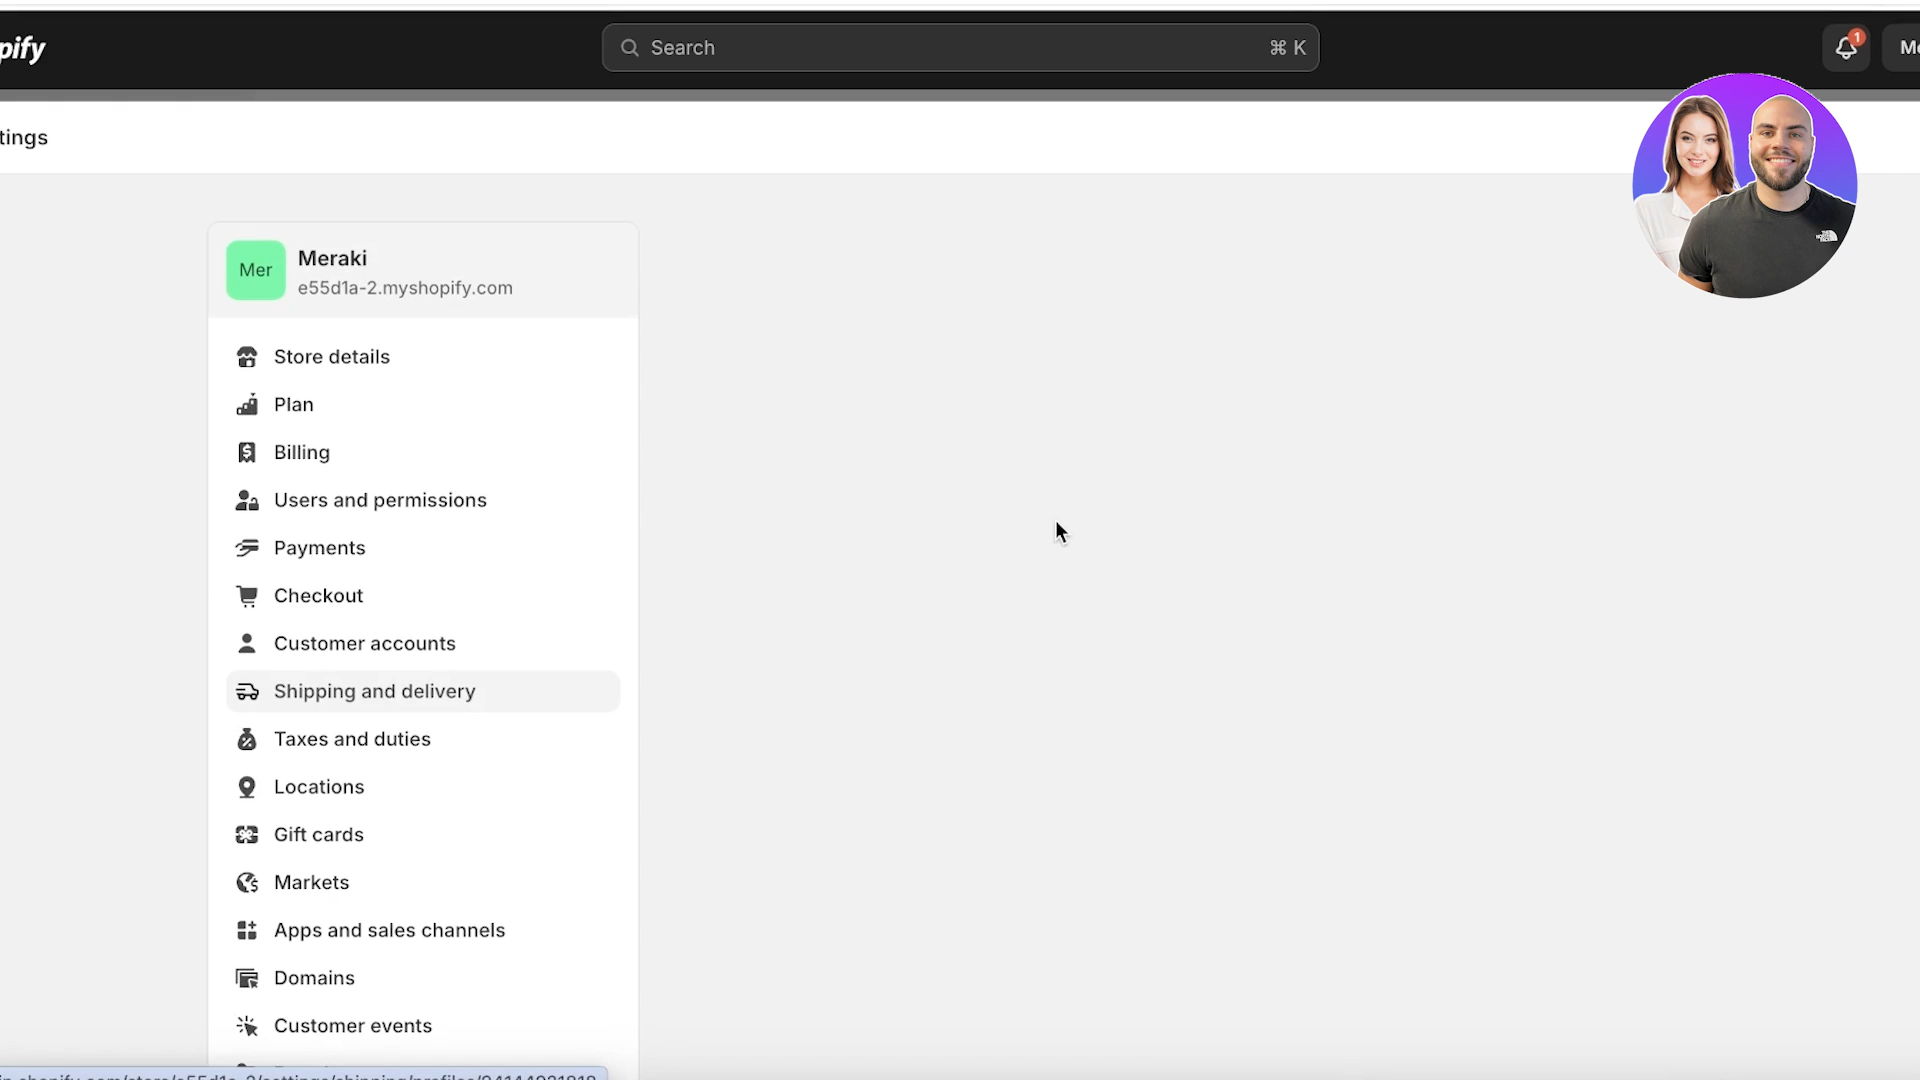 pify
Search
⌘ K
1
tings
Mer
Meraki
e55d1a-2.myshopify.com
Store details
Plan
Billing
Users and permissions
Payments
Checkout
Customer accounts
Shipping and delivery
Taxes and duties
Locations
Gift cards
Markets
Apps and sales channels
Domains
Customer events